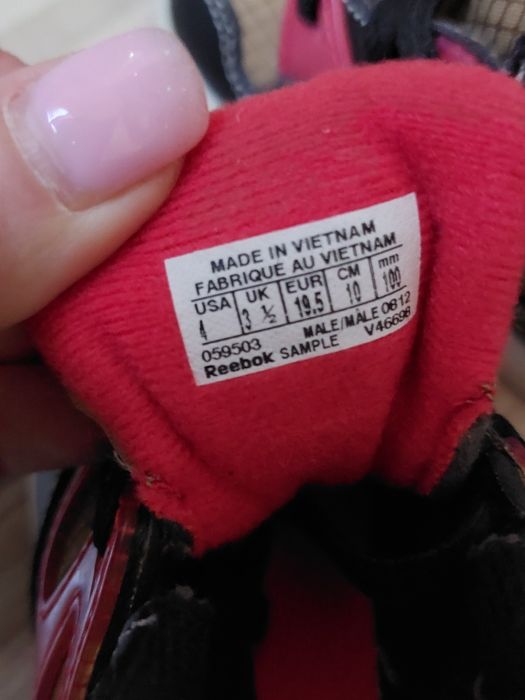 MADE IN VIETNAM
FABRIQUE AU VIETNAM
USA UK EUR CM mm
4 3 ½ 19.5 10 100
059503 MALE/MÂLE 0812
Reebok SAMPLE V46698